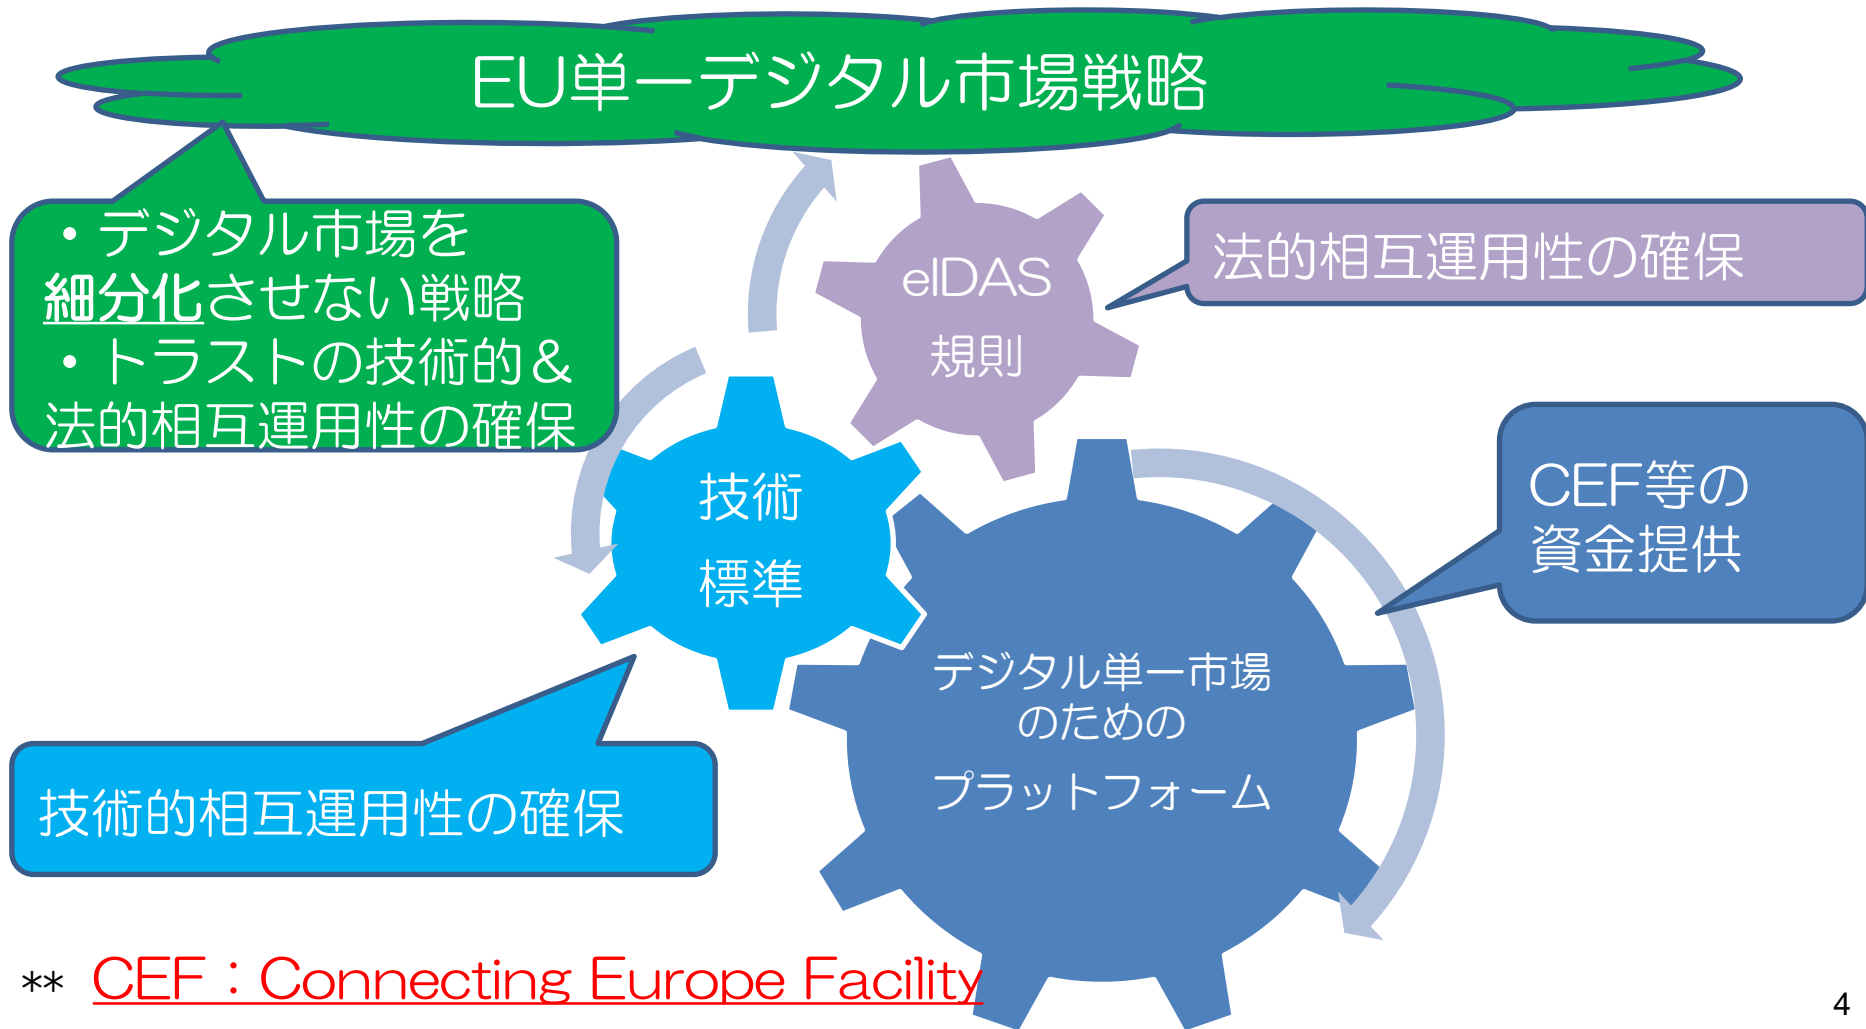 EU単一デジタル市場戦略
・デジタル市場を
細分化させない戦略
・トラストの技術的＆
法的相互運用性の確保
eIDAS
規則
法的相互運用性の確保
技術
標準
CEF等の
資金提供
デジタル単一市場
のための
プラットフォーム
技術的相互運用性の確保
** CEF：Connecting Europe Facility
4